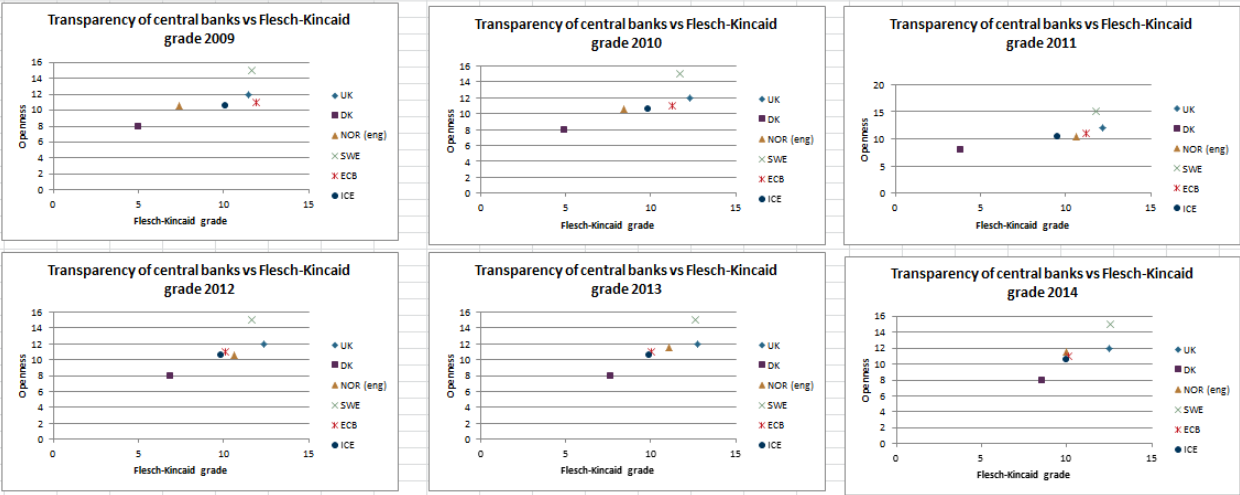 Transparency of central banks vs Flesch-Kincaid
grade 2009
16
14
12
10
8
6
4
2
0
Openness
0 5 10 15
Flesch-Kincaid grade
UK
DK
NOR (eng)
SWE
ECB
ICE
Transparency of central banks vs Flesch-Kincaid
grade 2010
16
14
12
10
8
6
4
2
0
Openness
0 5 10 15
Flesch-Kincaid grade
UK
DK
NOR (eng)
SWE
ECB
ICE
Transparency of central banks vs Flesch-Kincaid
grade 2011
20
15
10
5
0
Openness
0 5 10 15
Flesch-Kincaid grade
UK
DK
NOR (eng)
SWE
ECB
ICE
Transparency of central banks vs Flesch-Kincaid
grade 2012
16
14
12
10
8
6
4
2
0
Openness
0 5 10 15
Flesch-Kincaid grade
UK
DK
NOR (eng)
SWE
ECB
ICE
Transparency of central banks vs Flesch-Kincaid
grade 2013
16
14
12
10
8
6
4
2
0
Openness
0 5 10 15
Flesch-Kincaid grade
UK
DK
NOR (eng)
SWE
ECB
ICE
Transparency of central banks vs Flesch-Kincaid
grade 2014
16
14
12
10
8
6
4
2
0
Openness
0 5 10 15
Flesch-Kincaid grade
UK
DK
NOR (eng)
SWE
ECB
ICE